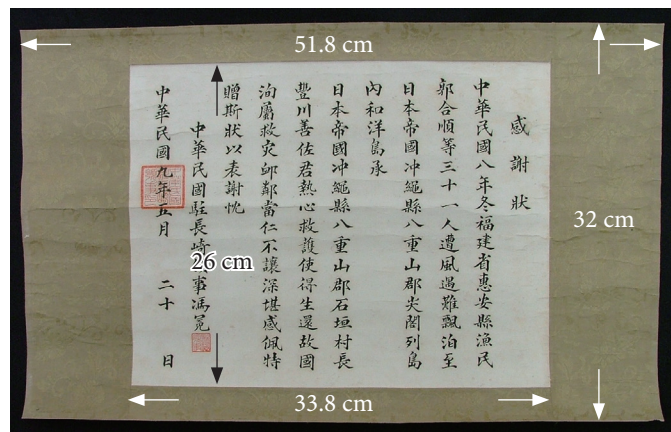 51.8 cm
32 cm
26 cm
33.8 cm
感謝狀
中華民國八年冬福建省惠安縣漁民
郭合順等三十一人遭風遇難飄泊至
日本帝國冲繩縣八重山郡尖閣列島
內和洋島承
日本帝國冲繩縣八重山郡石垣村長
豐川善佐君熱心救護使得生還故國
洵屬救災卹鄰當仁不讓深堪感佩特
贈斯狀以表謝忱
中華民國駐長崎事馮冕
中華民國九年五月 二十 日